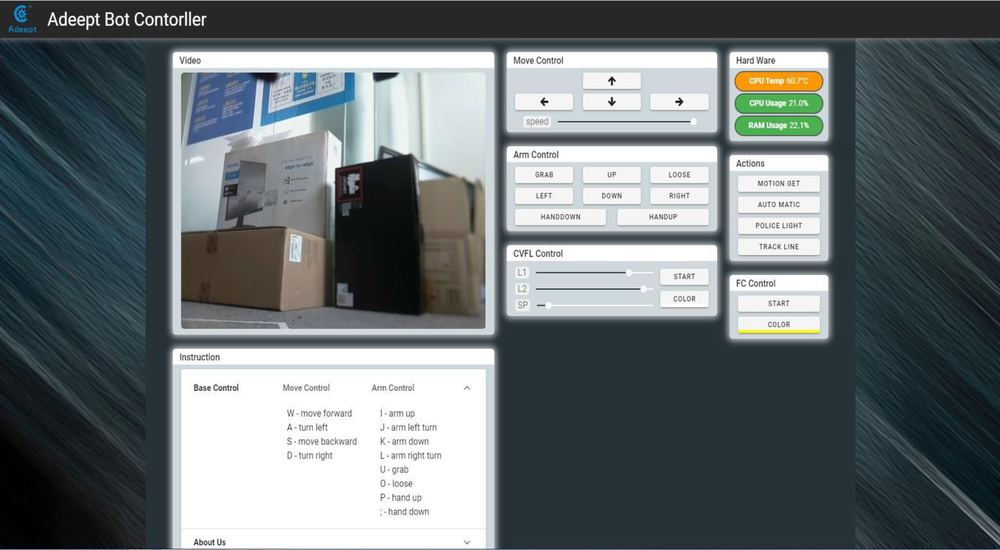 Adeept
Adeept Bot Contorller
Video
edge-to-edge
Move Control
speed
Arm Control
GRAB
UP
LOOSE
LEFT
DOWN
RIGHT
HANDDOWN
HANDUP
CVFL Control
L1
L2
SP
START
COLOR
Hard Ware
CPU Temp 60.7°C
CPU Usage 21.0%
RAM Usage 22.1%
Actions
MOTION GET
AUTO MATIC
POLICE LIGHT
TRACK LINE
FC Control
START
COLOR
Instruction
Base Control
Move Control
Arm Control
W - move forward
A - turn left
S - move backward
D - turn right
I - arm up
J - arm left turn
K - arm down
L - arm right turn
U - grab
O - loose
P - hand up
; - hand down
About Us